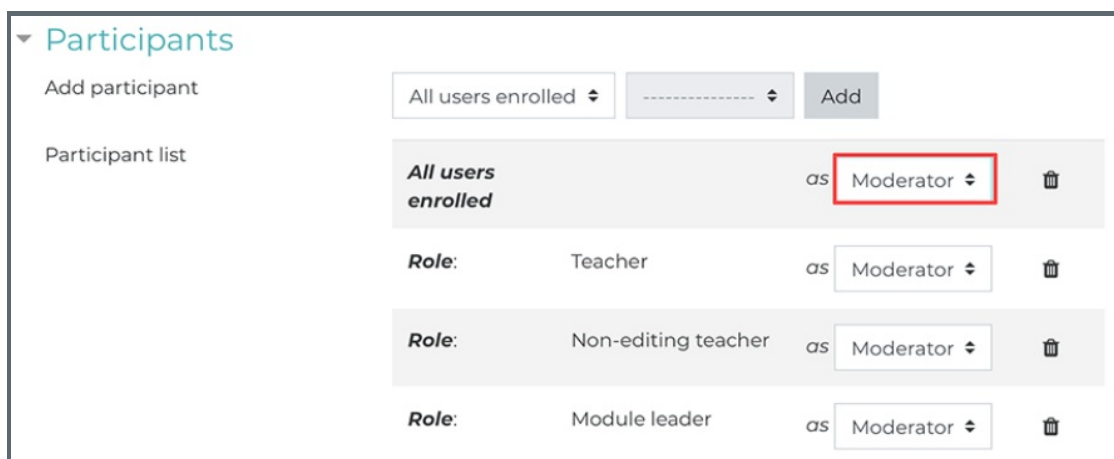 Participants
Add participant
All users enrolled
---------------
Add
Participant list
All users
enrolled
as Moderator
Role: Teacher as Moderator
Role: Non-editing teacher as Moderator
Role: Module leader as Moderator